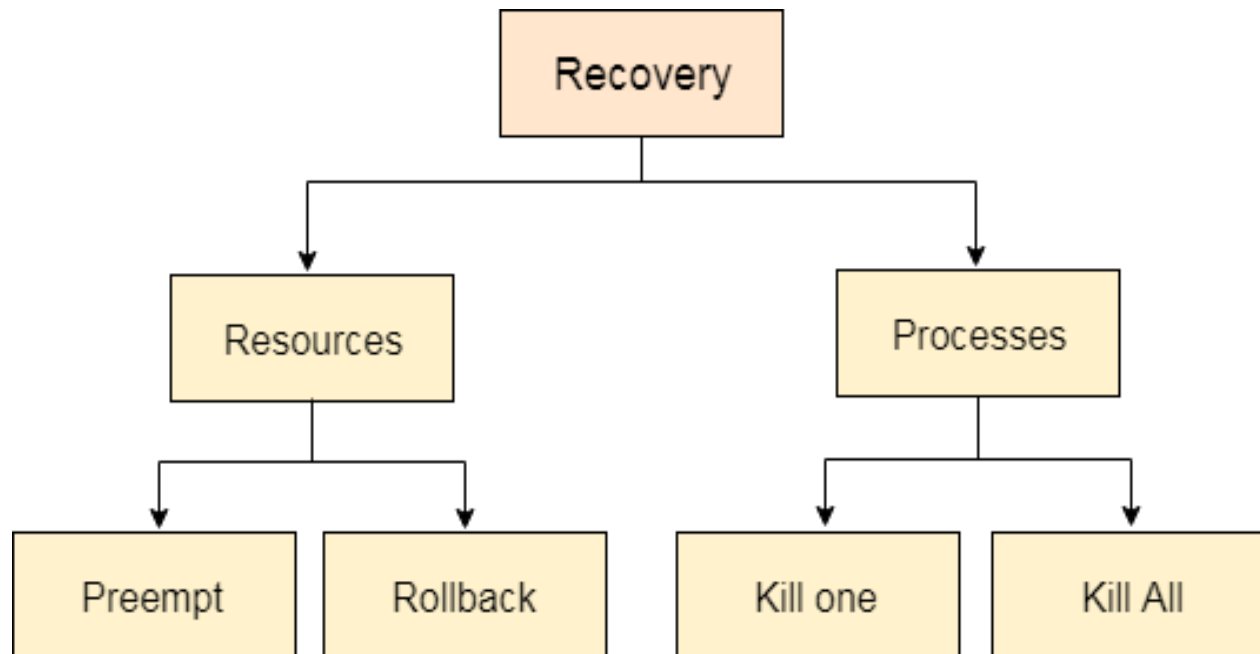 Recovery
Resources
Processes
Preempt
Rollback
Kill one
Kill All